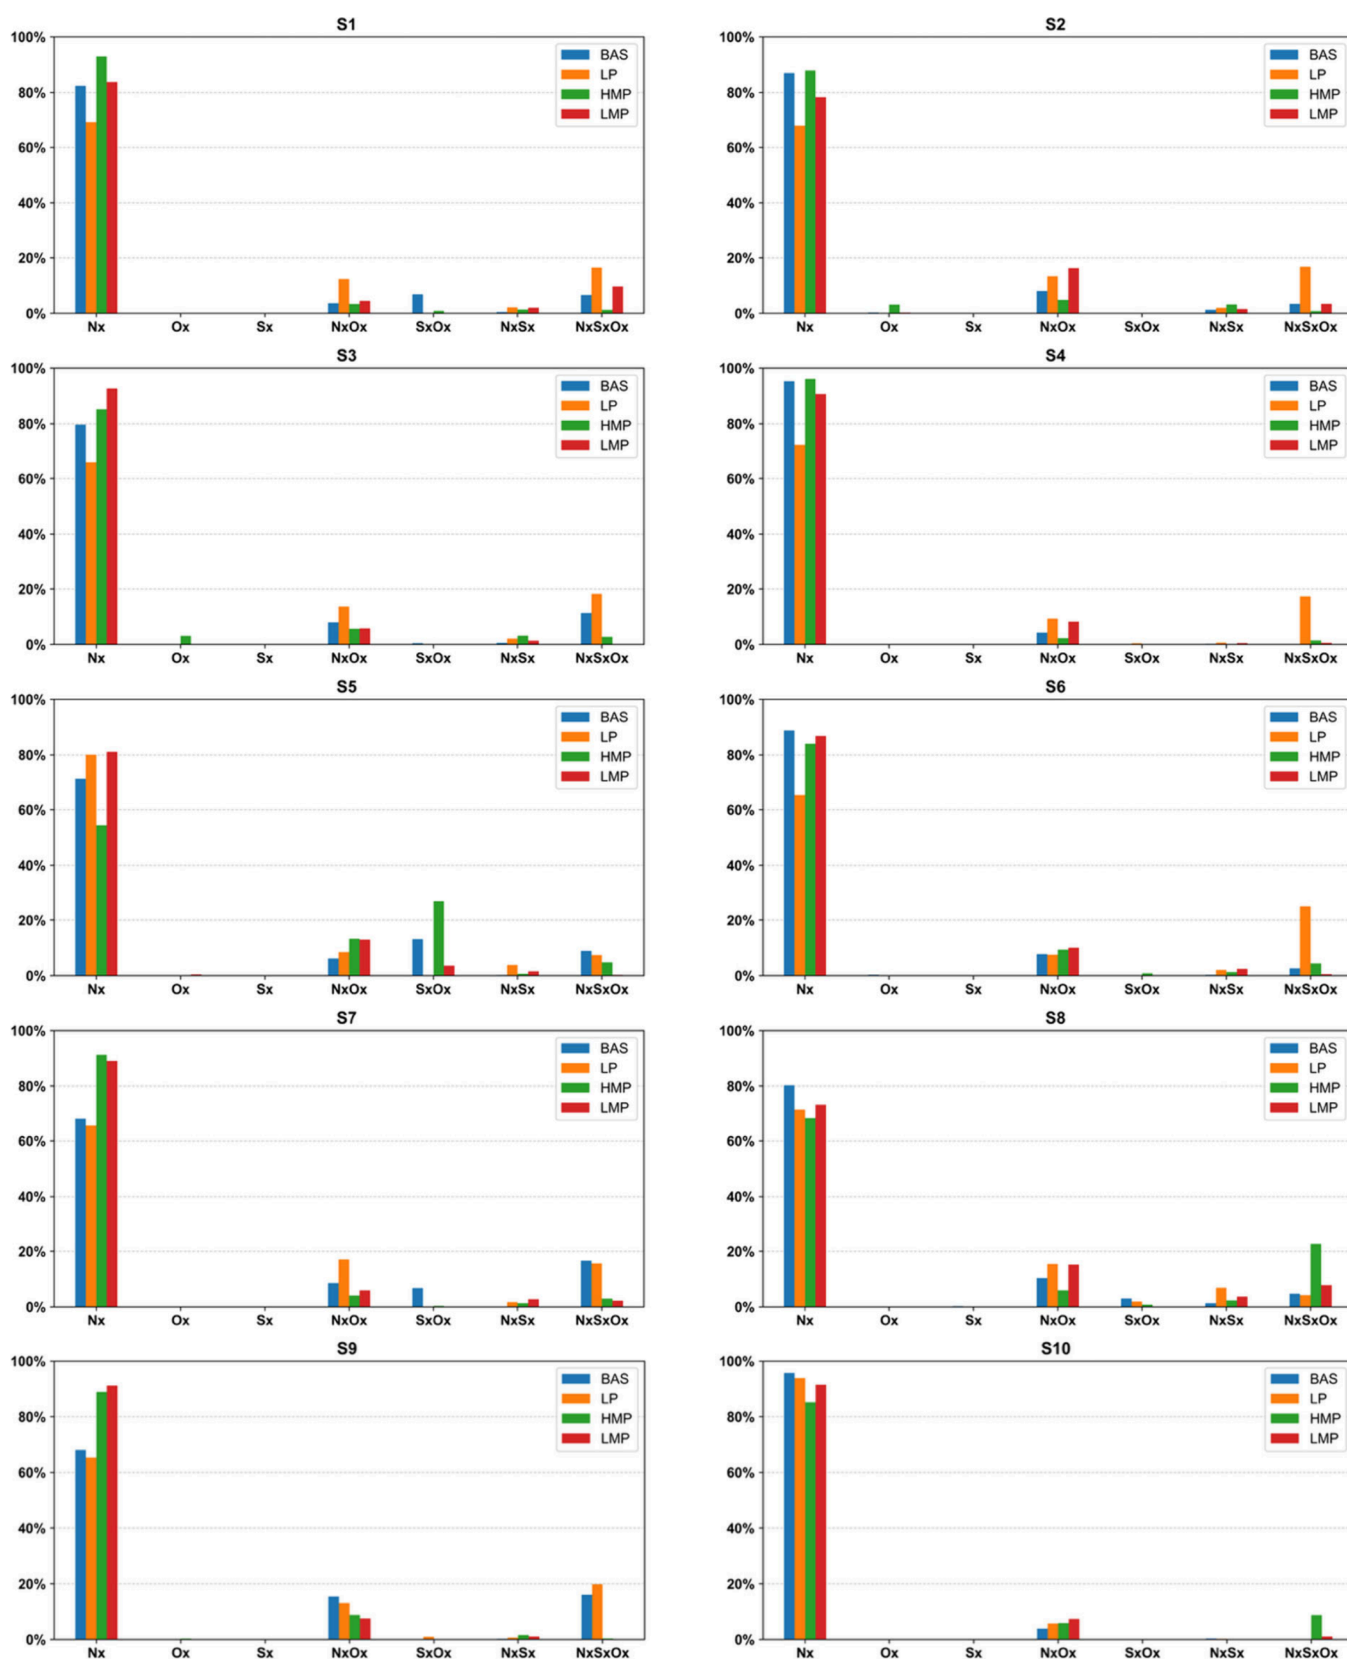 S1
100%
80%
60%
40%
20%
0%
BAS
LP
HMP
LMP
Nx Ox Sx NxOx SxOx NxSx NxSxOx
S2
100%
80%
60%
40%
20%
0%
BAS
LP
HMP
LMP
Nx Ox Sx NxOx SxOx NxSx NxSxOx
S3
100%
80%
60%
40%
20%
0%
BAS
LP
HMP
LMP
Nx Ox Sx NxOx SxOx NxSx NxSxOx
S4
100%
80%
60%
40%
20%
0%
BAS
LP
HMP
LMP
Nx Ox Sx NxOx SxOx NxSx NxSxOx
S5
100%
80%
60%
40%
20%
0%
BAS
LP
HMP
LMP
Nx Ox Sx NxOx SxOx NxSx NxSxOx
S6
100%
80%
60%
40%
20%
0%
BAS
LP
HMP
LMP
Nx Ox Sx NxOx SxOx NxSx NxSxOx
S7
100%
80%
60%
40%
20%
0%
BAS
LP
HMP
LMP
Nx Ox Sx NxOx SxOx NxSx NxSxOx
S8
100%
80%
60%
40%
20%
0%
BAS
LP
HMP
LMP
Nx Ox Sx NxOx SxOx NxSx NxSxOx
S9
100%
80%
60%
40%
20%
0%
BAS
LP
HMP
LMP
Nx Ox Sx NxOx SxOx NxSx NxSxOx
S10
100%
80%
60%
40%
20%
0%
BAS
LP
HMP
LMP
Nx Ox Sx NxOx SxOx NxSx NxSxOx